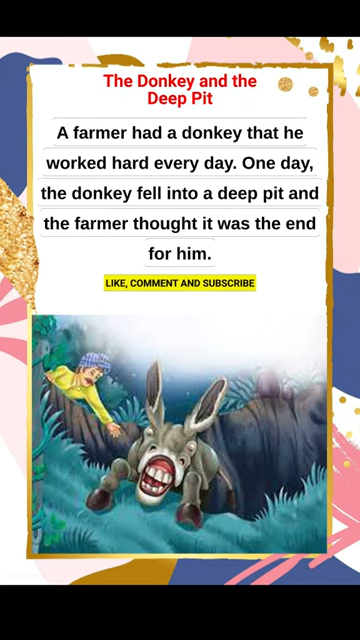 The Donkey and the
Deep Pit
A farmer had a donkey that he
worked hard every day. One day,
the donkey fell into a deep pit and
the farmer thought it was the end
for him.
LIKE, COMMENT AND SUBSCRIBE